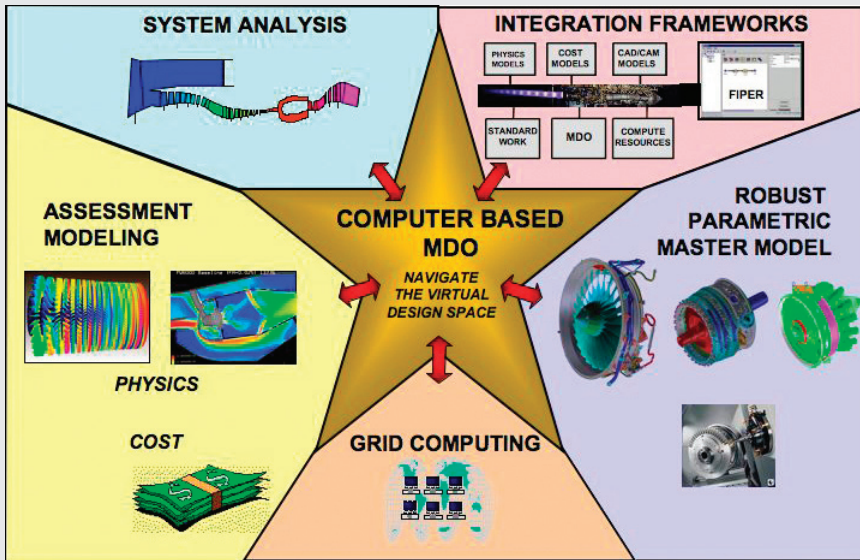 SYSTEM ANALYSIS
INTEGRATION FRAMEWORKS
PHYSICS
MODELS
COST
MODELS
CAD/CAM
MODELS
FIPER
STANDARD
WORK
MDO
COMPUTE
RESOURCES
ASSESSMENT
MODELING
PHYSICS
COST
COMPUTER BASED
MDO
NAVIGATE
THE VIRTUAL
DESIGN SPACE
ROBUST
PARAMETRIC
MASTER MODEL
GRID COMPUTING